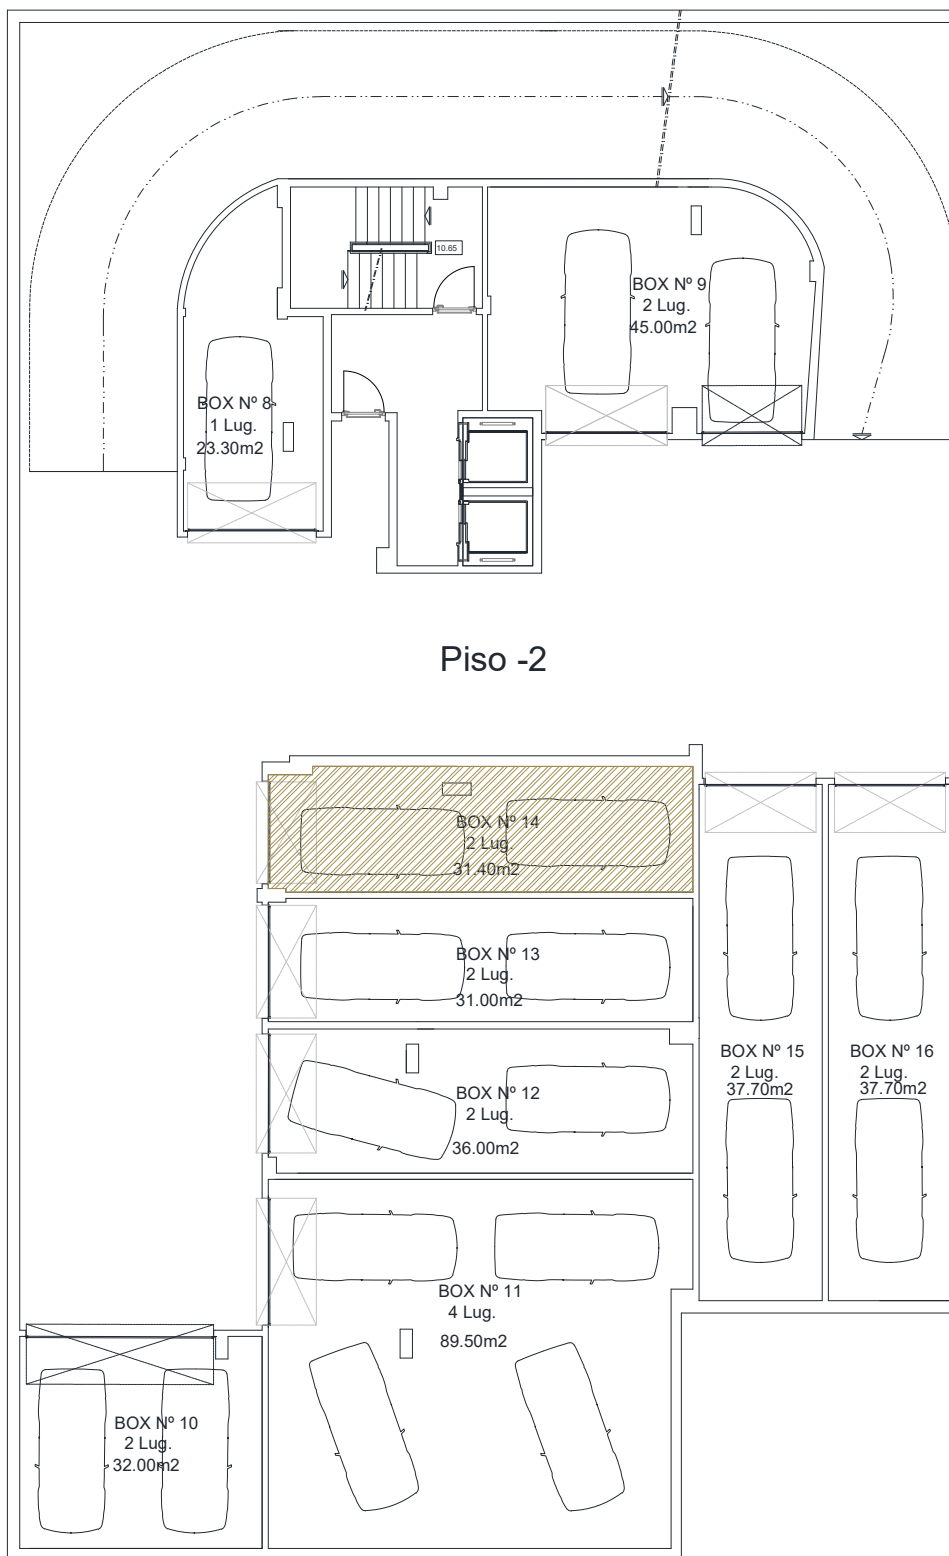 10.65
BOX Nº 9
2 Lug.
45.00m2
BOX Nº 8
1 Lug.
23.30m2
Piso -2
BOX Nº 14
2 Lug.
31.40m2
BOX Nº 13
2 Lug.
31.00m2
BOX Nº 12
2 Lug.
36.00m2
BOX Nº 15
2 Lug.
37.70m2
BOX Nº 16
2 Lug.
37.70m2
BOX Nº 11
4 Lug.
89.50m2
BOX Nº 10
2 Lug.
32.00m2